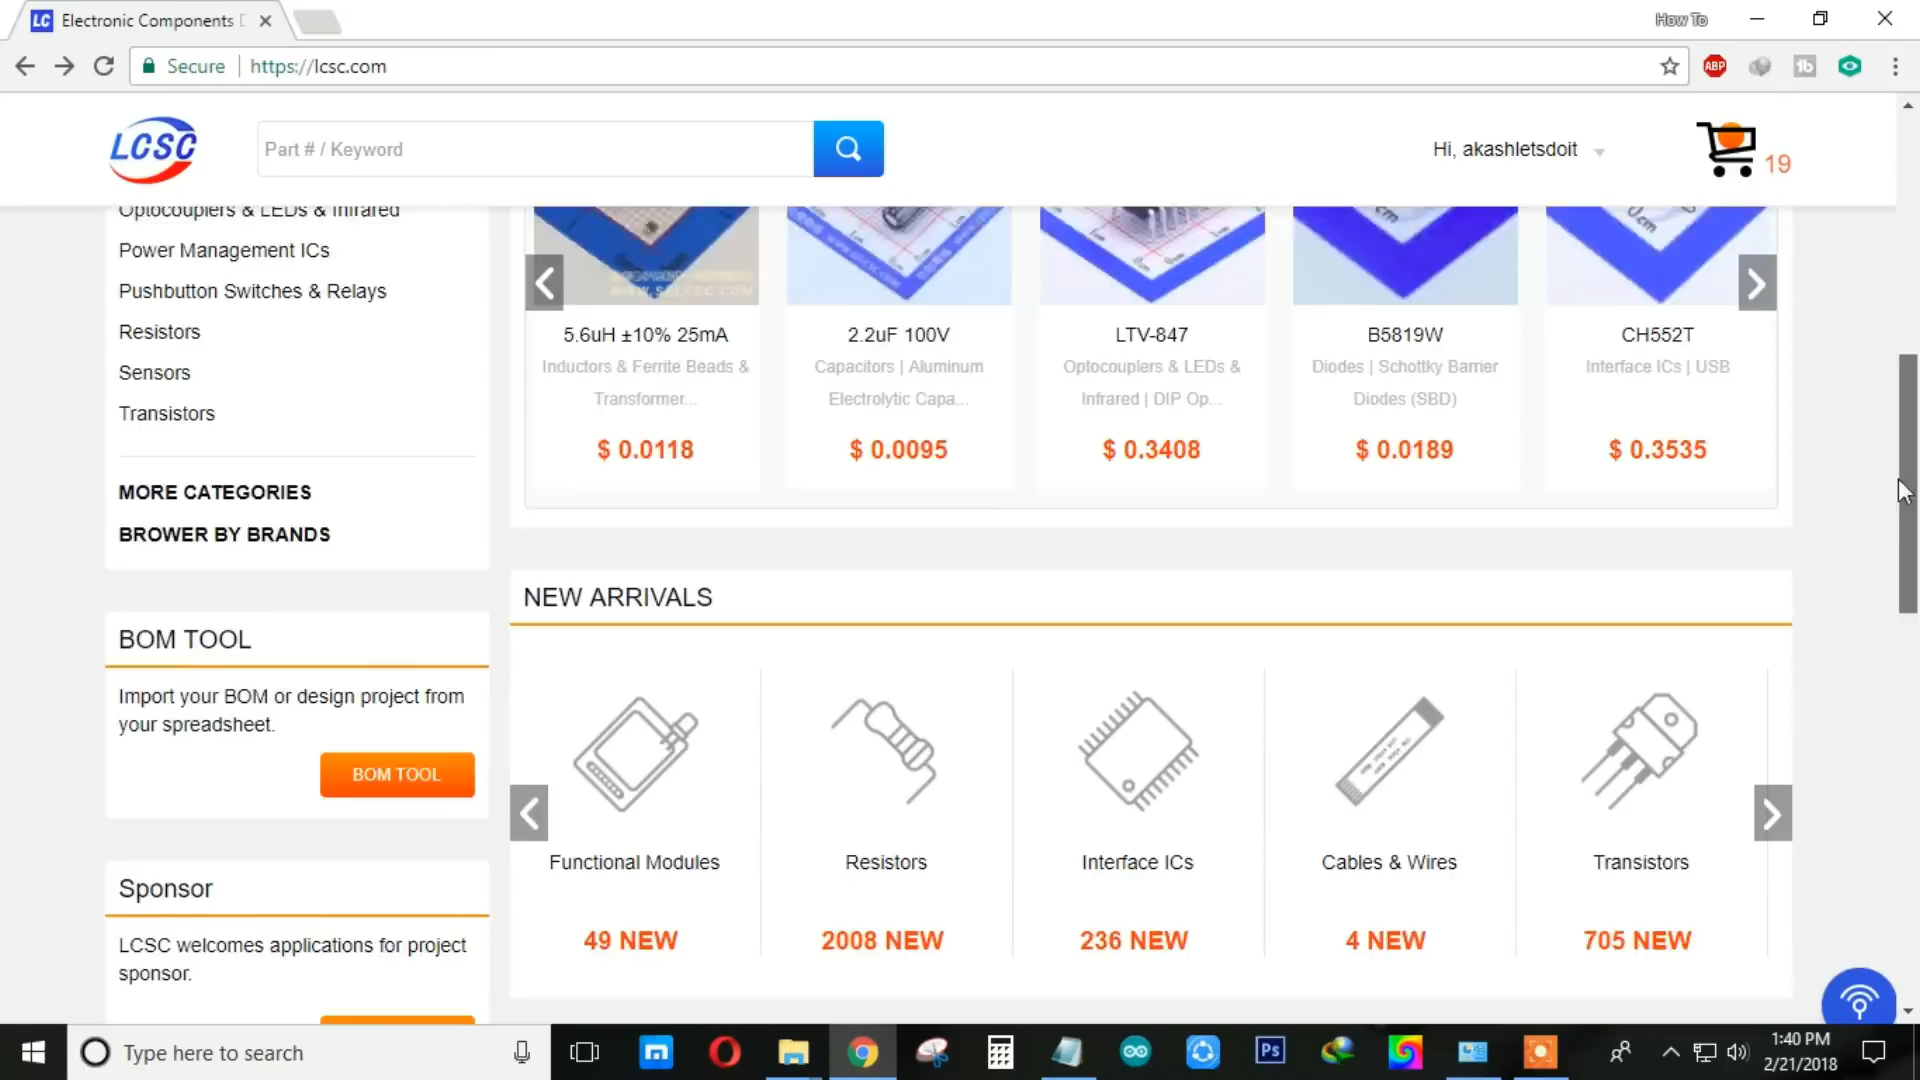 LC Electronic Components D
How To
Secure https://lcsc.com
ABP
LCSC
Part # / Keyword
Hi, akashletsdoit
19
Optocouplers & LEDs & Infrared
Power Management ICs
Pushbutton Switches & Relays
Resistors
Sensors
Transistors
MORE CATEGORIES
BROWER BY BRANDS
5.6uH ±10% 25mA
Inductors & Ferrite Beads &
Transformer...
$ 0.0118
2.2uF 100V
Capacitors | Aluminum
Electrolytic Capa...
$ 0.0095
LTV-847
Optocouplers & LEDs &
Infrared | DIP Op...
$ 0.3408
B5819W
Diodes | Schottky Barrier
Diodes (SBD)
$ 0.0189
CH552T
Interface ICs | USB
$ 0.3535
BOM TOOL
Import your BOM or design project from
your spreadsheet.
BOM TOOL
Sponsor
LCSC welcomes applications for project
sponsor.
NEW ARRIVALS
Functional Modules
49 NEW
Resistors
2008 NEW
Interface ICs
236 NEW
Cables & Wires
4 NEW
Transistors
705 NEW
Type here to search
Ps
1:40 PM
2/21/2018